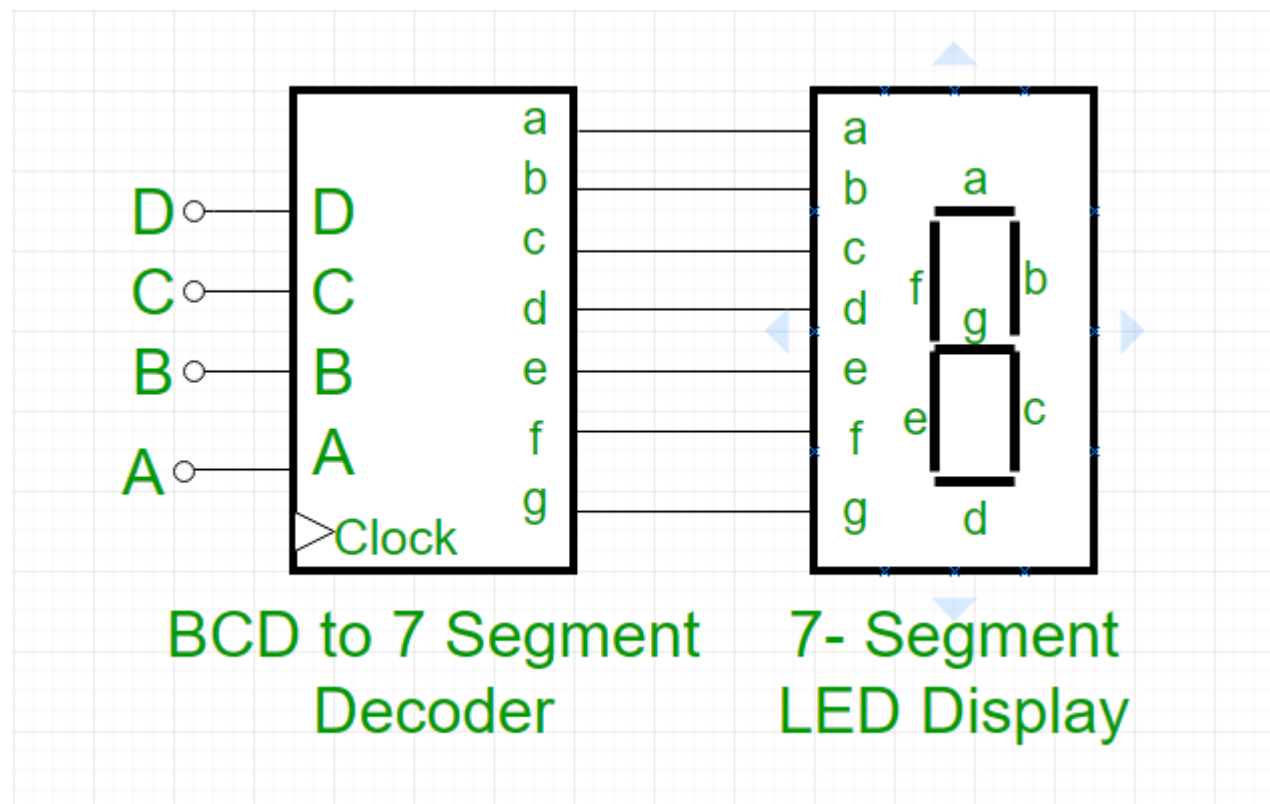 a
a
b
b
a
D
D
c
c
f
b
C
C
d
d
g
B
B
e
e
e
c
A
A
f
f
g
g
d
Clock
BCD to 7 Segment
Decoder
7- Segment
LED Display